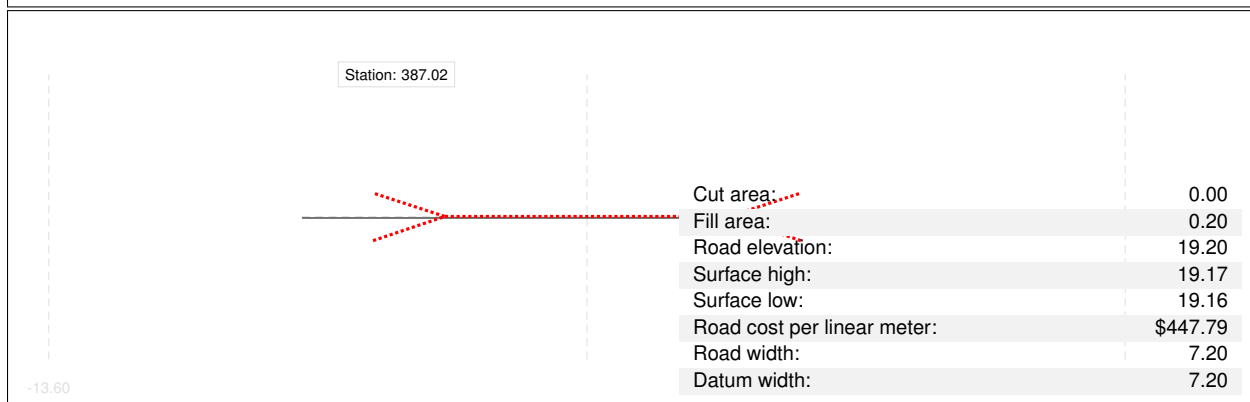 Station: 387.02
Cut area: 0.00
Fill area: 0.20
Road elevation: 19.20
Surface high: 19.17
Surface low: 19.16
Road cost per linear meter: $447.79
Road width: 7.20
Datum width: 7.20
-13.60